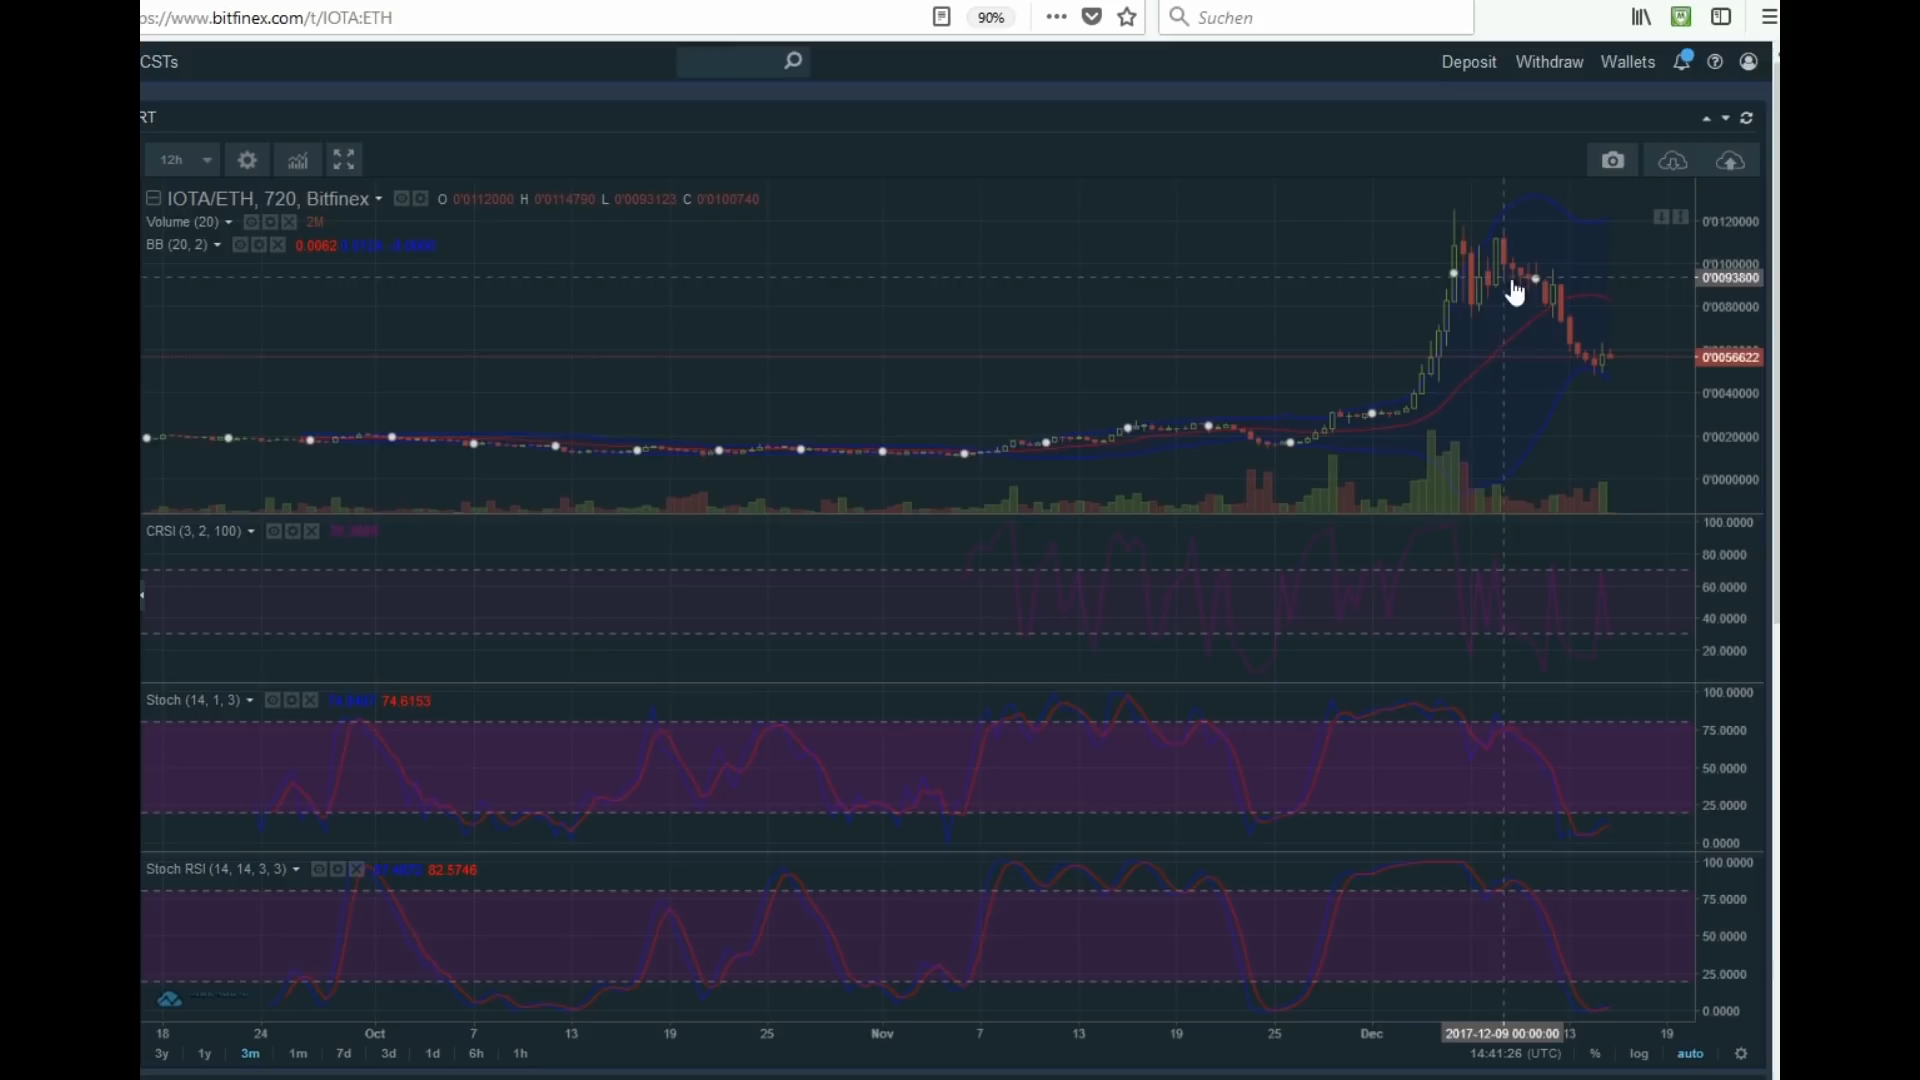 ps://www.bitfinex.com/t/IOTA:ETH
90%
Suchen
CSTs
Deposit Withdraw Wallets
RT
12h
IOTA/ETH, 720, Bitfinex O 0'0112000 H 0'0114790 L 0'0093123 C 0'0100740
Volume (20) 2M
BB (20, 2) 0.0062
0'0120000
0'0100000
0'0093800
0'0080000
0'0056622
0'0040000
0'0020000
0'0000000
CRSI (3, 2, 100)
100.0000
80.0000
60.0000
40.0000
20.0000
Stoch (14, 1, 3) 74.6153
100.0000
75.0000
50.0000
25.0000
0.0000
Stoch RSI (14, 14, 3, 3) 82.5746
100.0000
75.0000
50.0000
25.0000
0.0000
18 24 Oct 7 13 19 25 Nov 7 13 19 25 Dec 2017-12-09 00:00:00 13 19
3y 1y 3m 1m 7d 3d 1d 6h 1h 14:41:26 (UTC) % log auto